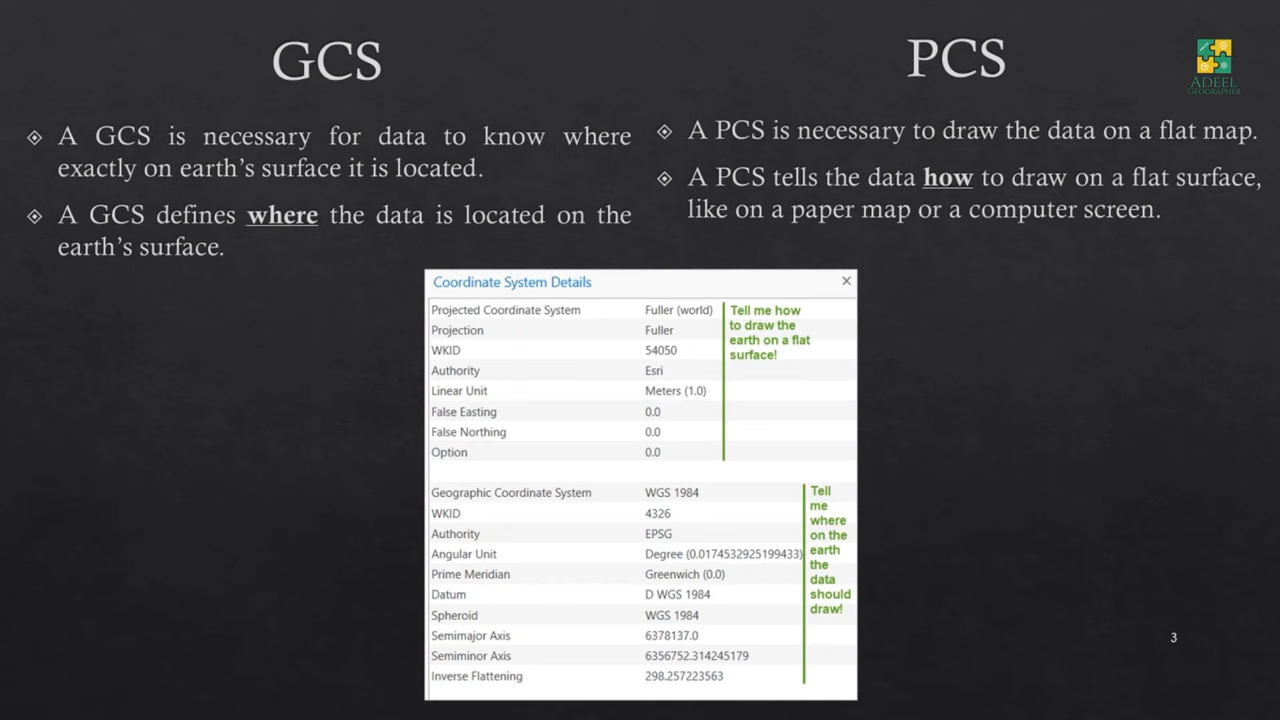 GCS
A GCS is necessary for data to know where
exactly on earth's surface it is located.
A GCS defines where the data is located on the
earth's surface.
PCS
A PCS is necessary to draw the data on a flat map.
A PCS tells the data how to draw on a flat surface,
like on a paper map or a computer screen.
ADEEL
GEOGRAPHER
Coordinate System Details
Projected Coordinate System Fuller (world)
Projection Fuller
WKID 54050
Authority Esri
Linear Unit Meters (1.0)
False Easting 0.0
False Northing 0.0
Option 0.0
Tell me how
to draw the
earth on a flat
surface!
Geographic Coordinate System WGS 1984
WKID 4326
Authority EPSG
Angular Unit Degree (0.0174532925199433)
Prime Meridian Greenwich (0.0)
Datum D WGS 1984
Spheroid WGS 1984
Semimajor Axis 6378137.0
Semiminor Axis 6356752.314245179
Inverse Flattening 298.257223563
Tell
me
where
on the
earth
the
data
should
draw!
3